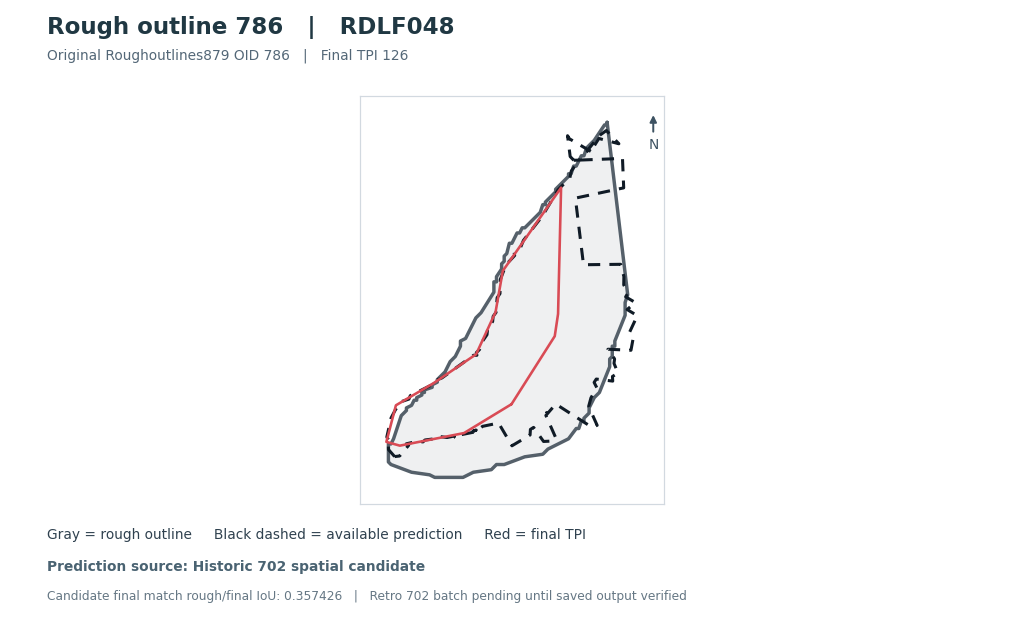 Rough outline 786 | RDLF048
Original Roughoutlines879 OID 786 | Final TPI 126
N
Gray = rough outline Black dashed = available prediction Red = final TPI
Prediction source: Historic 702 spatial candidate
Candidate final match rough/final IoU: 0.357426 | Retro 702 batch pending until saved output verified